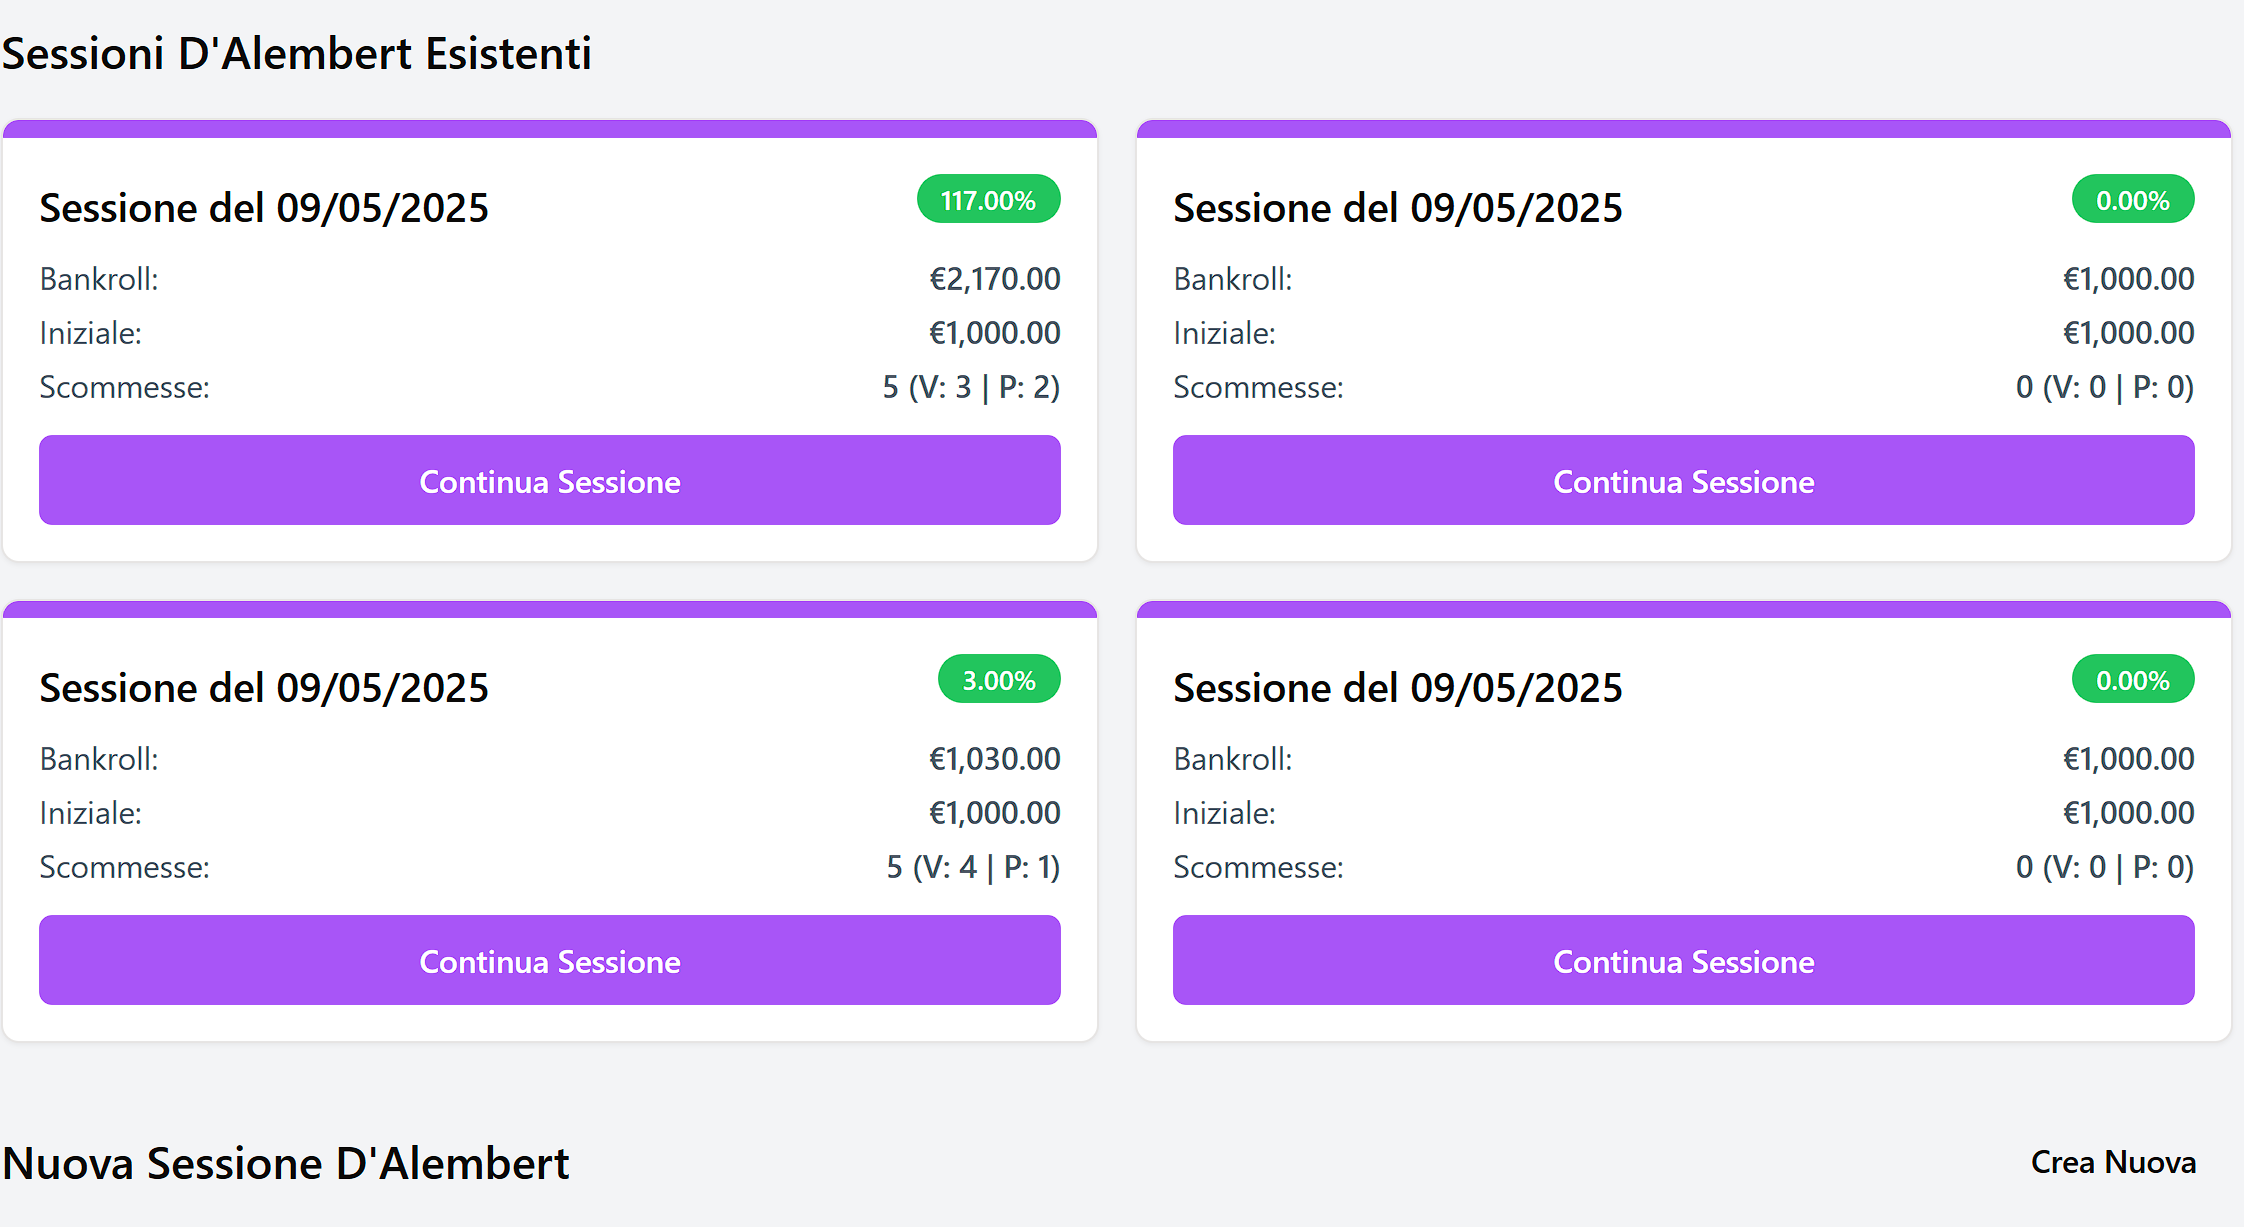 Sessioni D'Alembert Esistenti
Sessione del 09/05/2025 117.00%
Bankroll: €2,170.00
Iniziale: €1,000.00
Scommesse: 5 (V: 3 | P: 2)
Continua Sessione
Sessione del 09/05/2025 0.00%
Bankroll: €1,000.00
Iniziale: €1,000.00
Scommesse: 0 (V: 0 | P: 0)
Continua Sessione
Sessione del 09/05/2025 3.00%
Bankroll: €1,030.00
Iniziale: €1,000.00
Scommesse: 5 (V: 4 | P: 1)
Continua Sessione
Sessione del 09/05/2025 0.00%
Bankroll: €1,000.00
Iniziale: €1,000.00
Scommesse: 0 (V: 0 | P: 0)
Continua Sessione
Nuova Sessione D'Alembert Crea Nuova